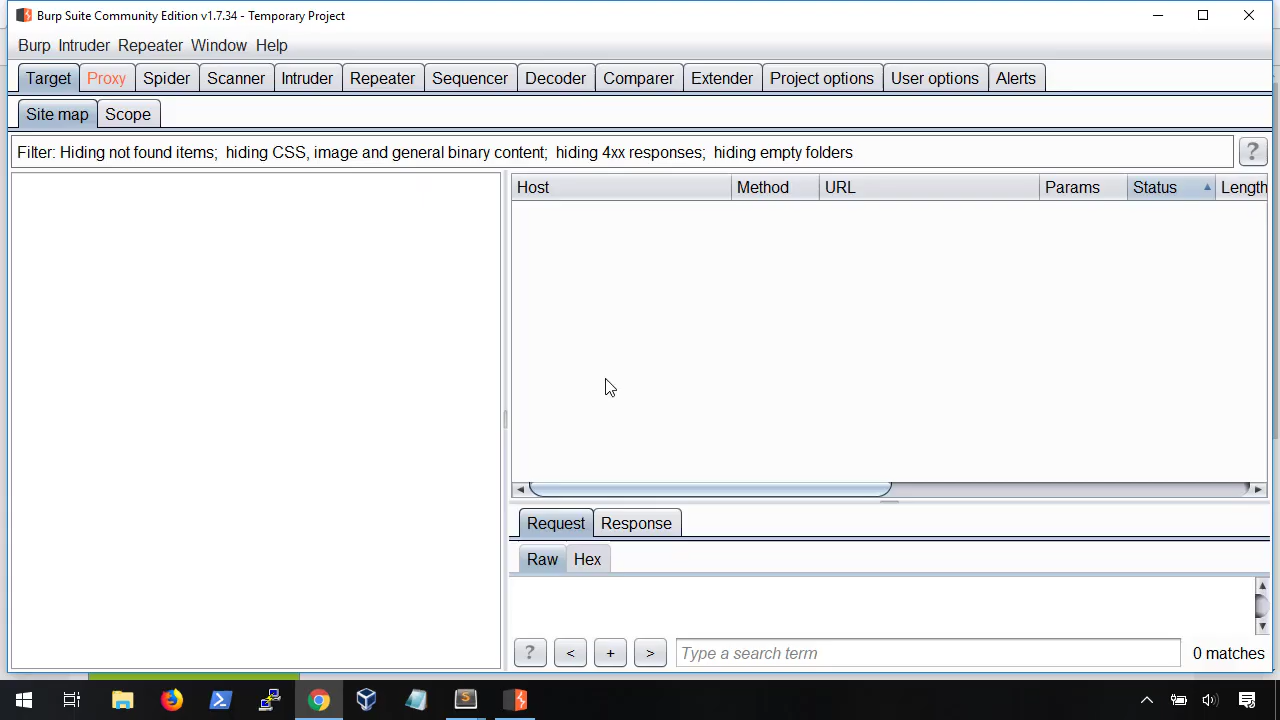 Burp Suite Community Edition v1.7.34 - Temporary Project
Burp Intruder Repeater Window Help
Target Proxy Spider Scanner Intruder Repeater Sequencer Decoder Comparer Extender Project options User options Alerts
Site map Scope
Filter: Hiding not found items; hiding CSS, image and general binary content; hiding 4xx responses; hiding empty folders ?
Host Method URL Params Status Length
Request Response
Raw Hex
? < + > Type a search term 0 matches
S